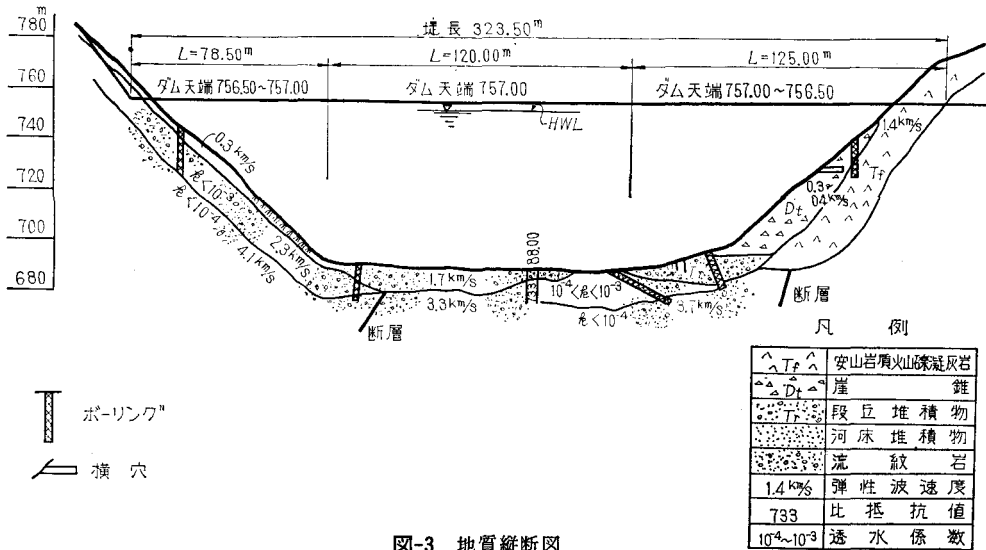 m
780
760
740
720
700
680
堤長 323.50m
L=78.50m
L=120.00m
L=125.00m
ダム天端 756.50~757.00
ダム天端 757.00
ダム天端 757.00~756.50
HWL
0.3km/s
k<10-3
k<10-4
2.3km/s
4.1km/s
1.7km/s
3.3km/s
88.00
10-4<k<10-3
k<10-4
3.7km/s
Tr
Dt
0.3~
0.4km/s
Tf
1.4km/s
断層
断層
ボーリング〃
横穴
凡例
Tf 安山岩質火山礫凝灰岩
Dt 崖錐
Tr 段丘堆積物
河床堆積物
流紋岩
1.4km/s 弾性波速度
733 比抵抗値
10-4~10-3 透水係数
図-3 地質縦断図